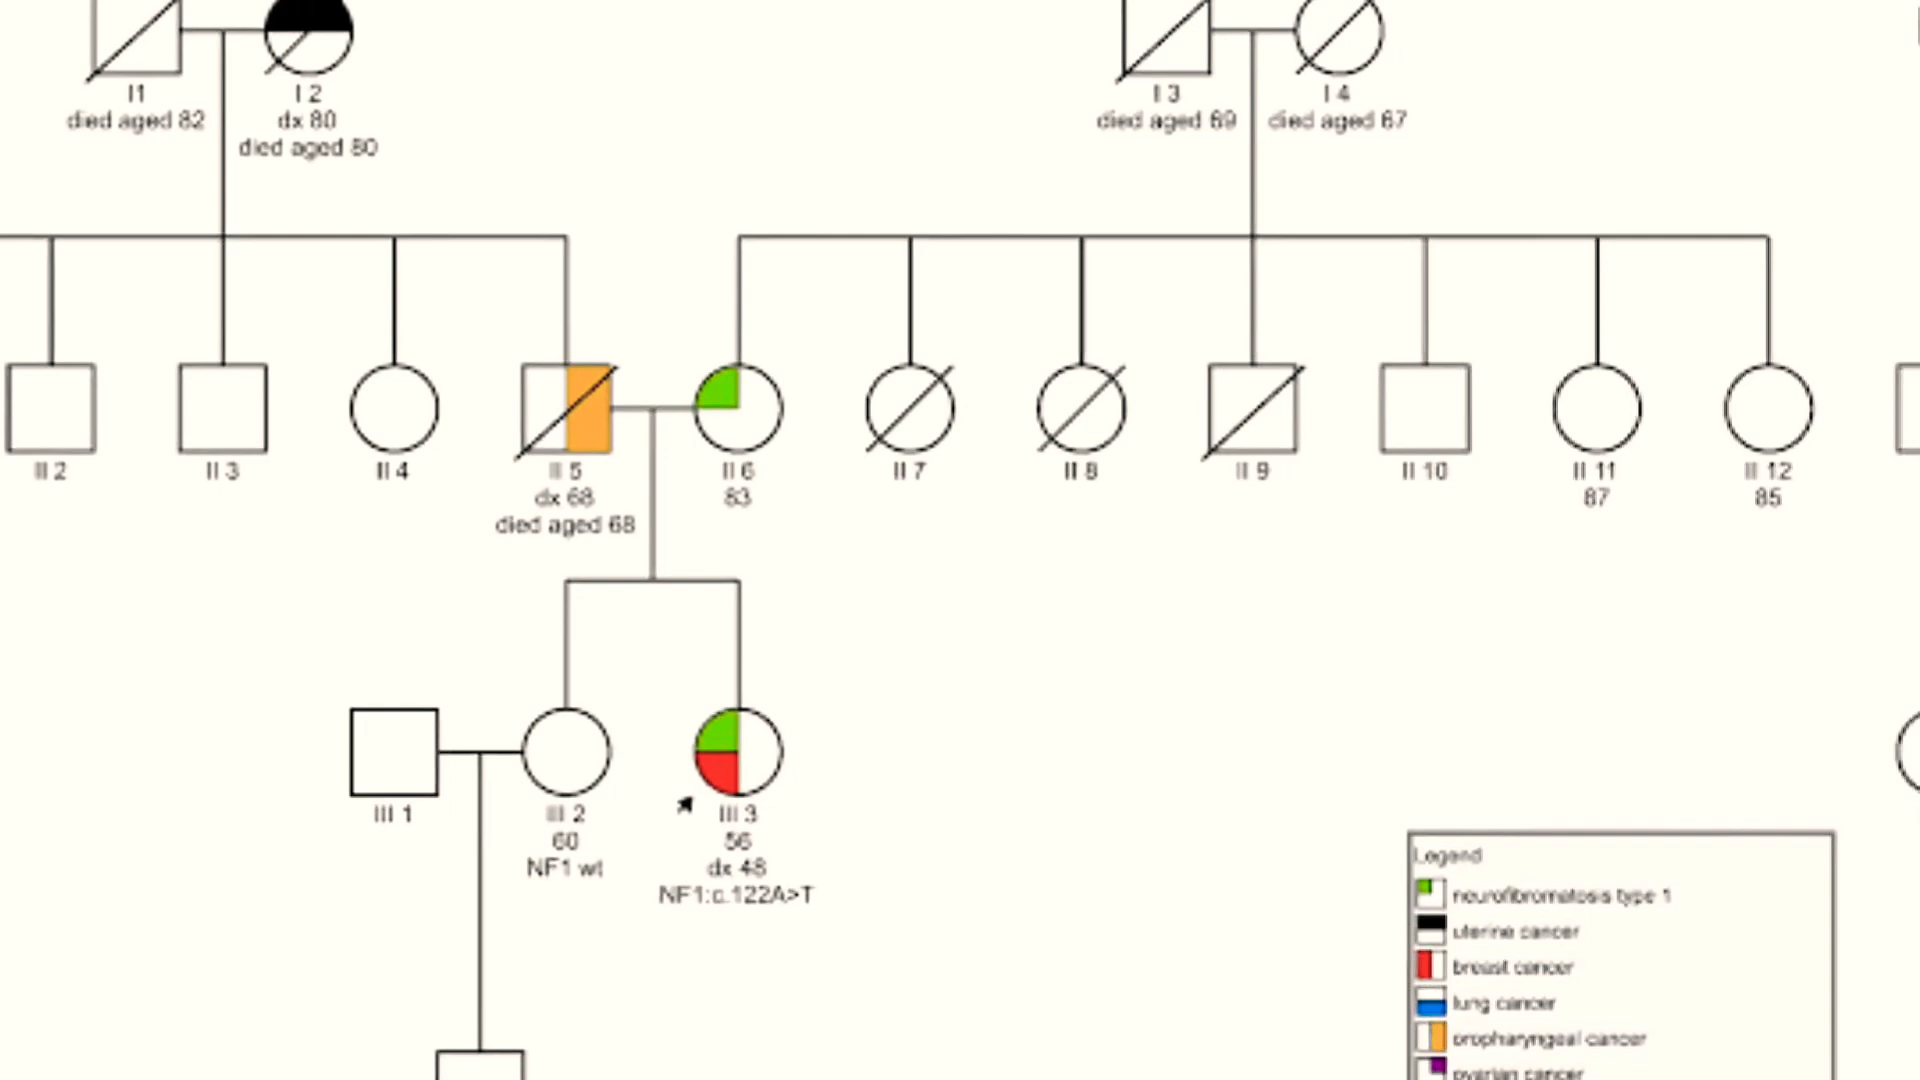 I1
died aged 82
I 2
dx 80
died aged 80
I 3
died aged 69
I 4
died aged 67
II 2
II 3
II 4
II 5
dx 68
died aged 68
II 6
83
II 7
II 8
II 9
II 10
II 11
87
II 12
85
III 1
III 2
60
NF1 wt
III 3
56
dx 48
NF1:c.122A>T
Legend
neurofibromatosis type 1
uterine cancer
breast cancer
lung cancer
oropharyngeal cancer
ovarian cancer